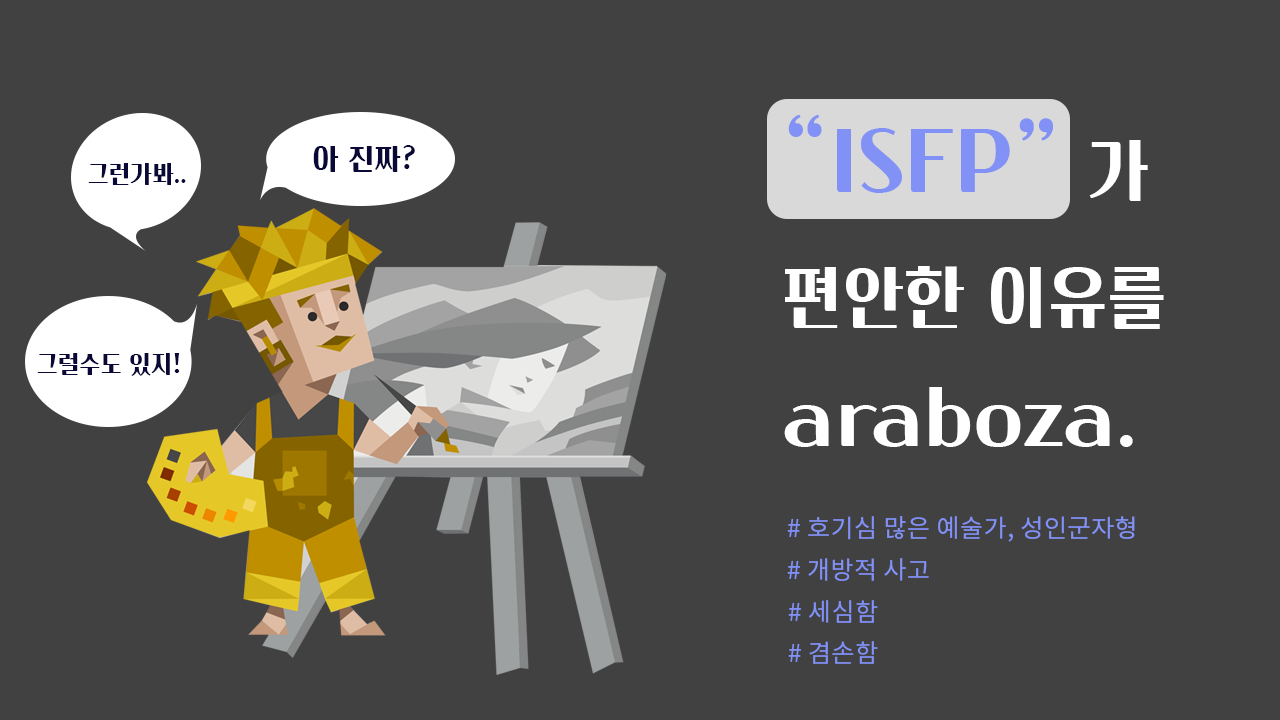 그런가봐..
아 진짜?
그럴수도 있지!
“ISFP” 가
편안한 이유를
araboza.
# 호기심 많은 예술가, 성인군자형
# 개방적 사고
# 세심함
# 겸손함